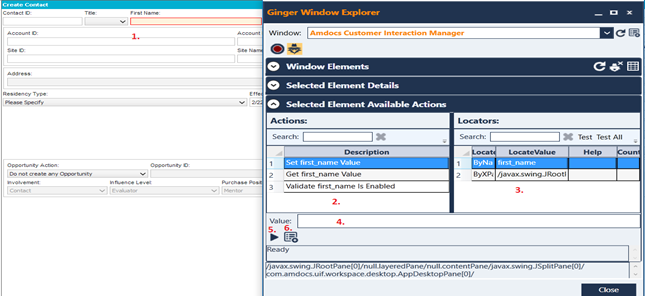 Create Contact
Contact ID:
Title:
First Name:
1.
Account ID:
Account
Site ID:
Site Name
Address:
Residency Type:
Effe
Please Specify
2/22
Opportunity Action:
Opportunity ID:
Do not create any Opportunity
Involvement:
Influence Level:
Purchase Posi
Contact
Evaluator
Mentor
Ginger Window Explorer
Window:
Amdocs Customer Interaction Manager
Window Elements
Selected Element Details
Selected Element Available Actions
Actions:
Search:
Description
1 Set first_name Value
2 Get first_name Value
3 Validate first_name Is Enabled
2.
Locators:
Search:
Test Test All
Locate LocateValue Help Count
1 ByNa first_name
2 ByXPa /javax.swing.JRootI
3.
Value:
4.
5. 6.
Ready
/javax.swing.JRootPane[0]/null.layeredPane/null.contentPane/javax.swing.JSplitPane[0]/
com.amdocs.uif.workspace.desktop.AppDesktopPane[0]/
Close